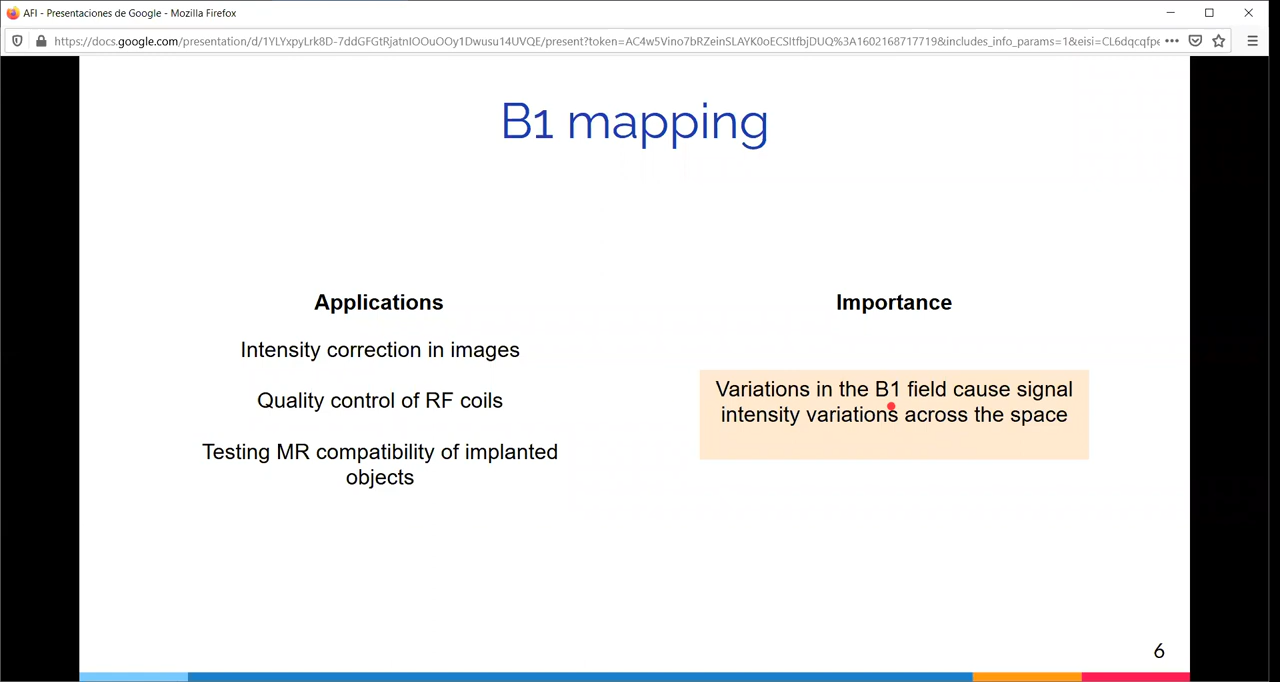 AFI - Presentaciones de Google - Mozilla Firefox
https://docs.google.com/presentation/d/1YLYxpyLrk8D-7ddGFGtRjatnIOOuOOy1Dwusu14UVQE/present?token=AC4w5Vino7bRZeinSLAYK0oECSItfbjDUQ%3A1602168717719&includes_info_params=1&eisi=CL6dqcqfpe
B1 mapping
Applications
Intensity correction in images
Quality control of RF coils
Testing MR compatibility of implanted
objects
Importance
Variations in the B1 field cause signal
intensity variations across the space
6